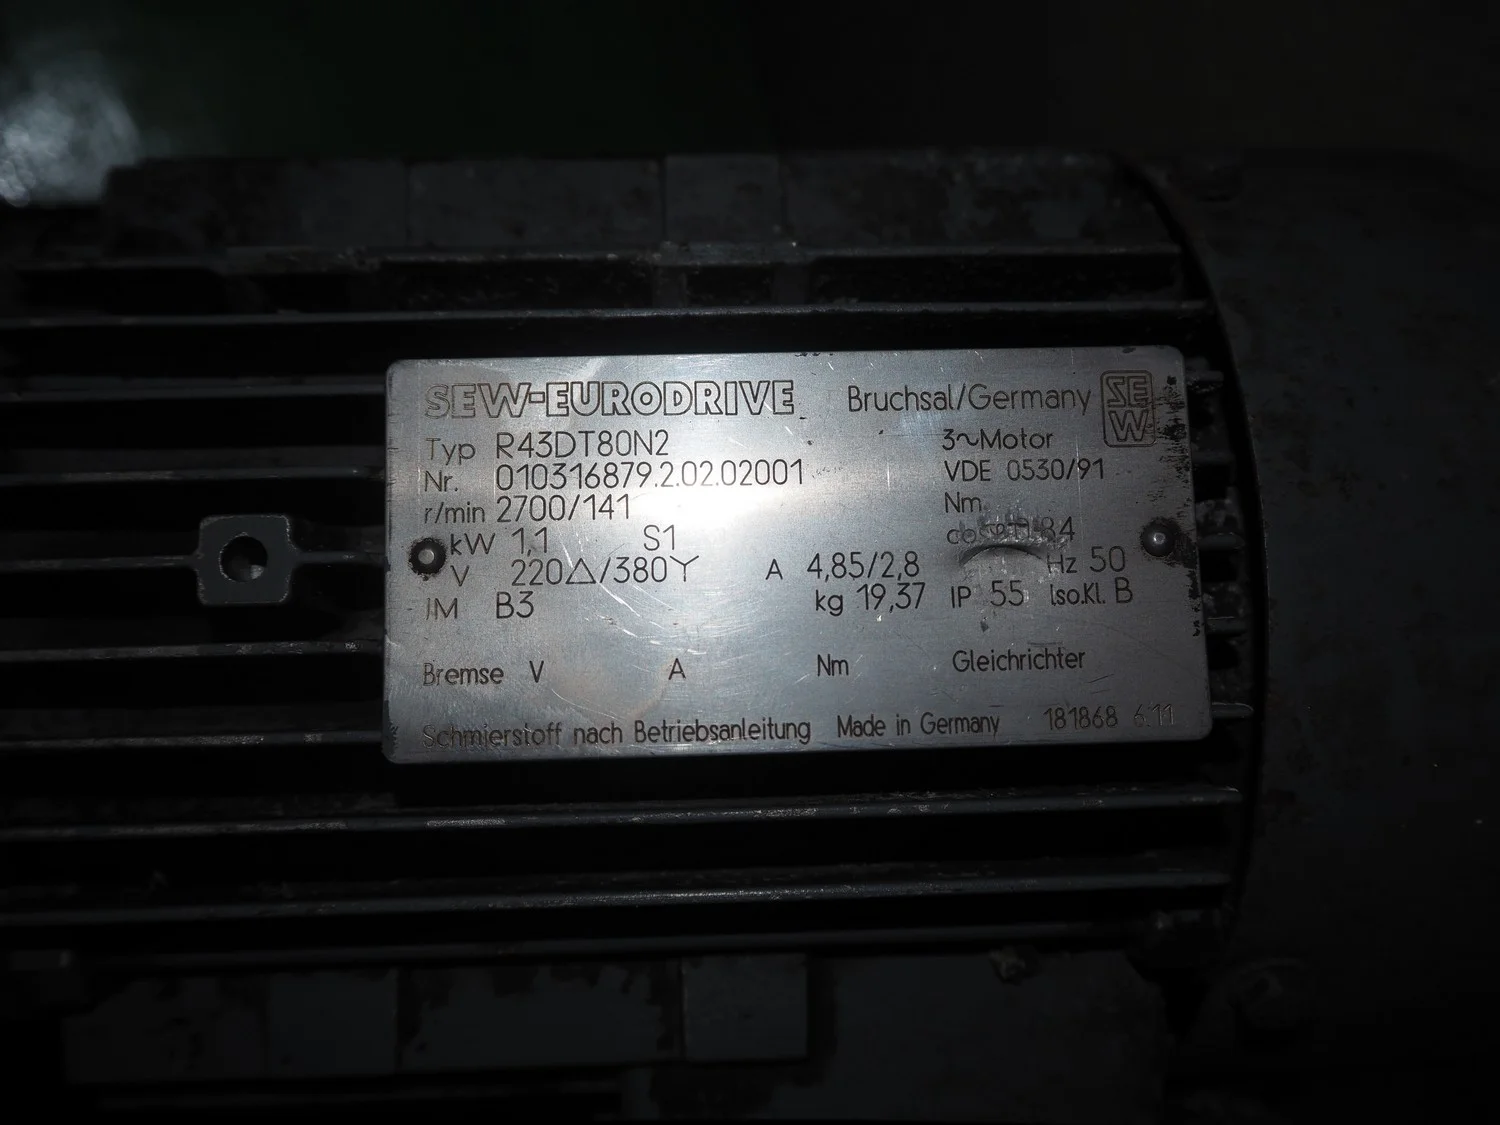 SEW-EURODRIVE Bruchsal/Germany SEW
Typ R43DT80N2 3~Motor
Nr. 010316879.2.02.02001 VDE 0530/91
r/min 2700/141 Nm
kW 1,1 S1 84
V 220△/380Y A 4,85/2,8 Hz 50
IM B3 kg 19,37 IP 55 Iso.Kl. B
Bremse V A Nm Gleichrichter
Schmierstoff nach Betriebsanleitung Made in Germany 181868 6.11